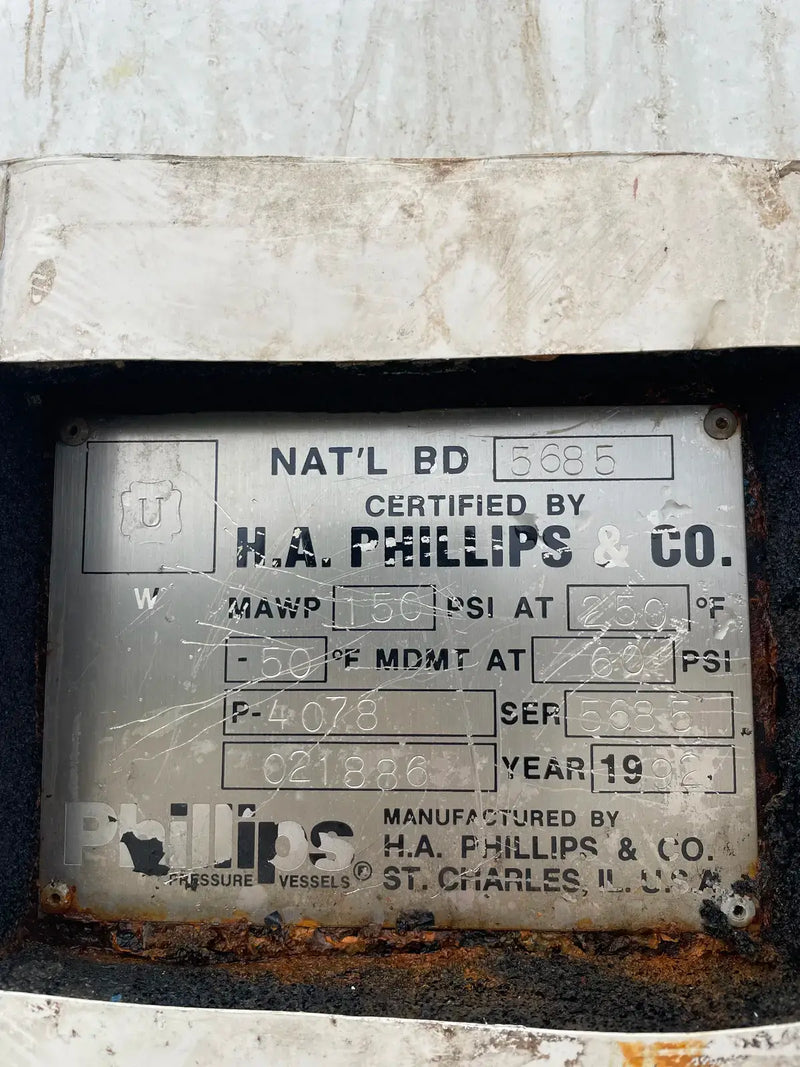 NAT'L BD 5685
U
CERTIFIED BY
H.A. PHILLIPS & CO.
W
MAWP 150 PSI AT 250 °F
-50 °F MDMT AT 60 PSI
P-4078 SER 5685
021886 YEAR 1992
Phillips
PRESSURE VESSELS®
MANUFACTURED BY
H.A. PHILLIPS & CO.
ST. CHARLES, IL. U.S.A.